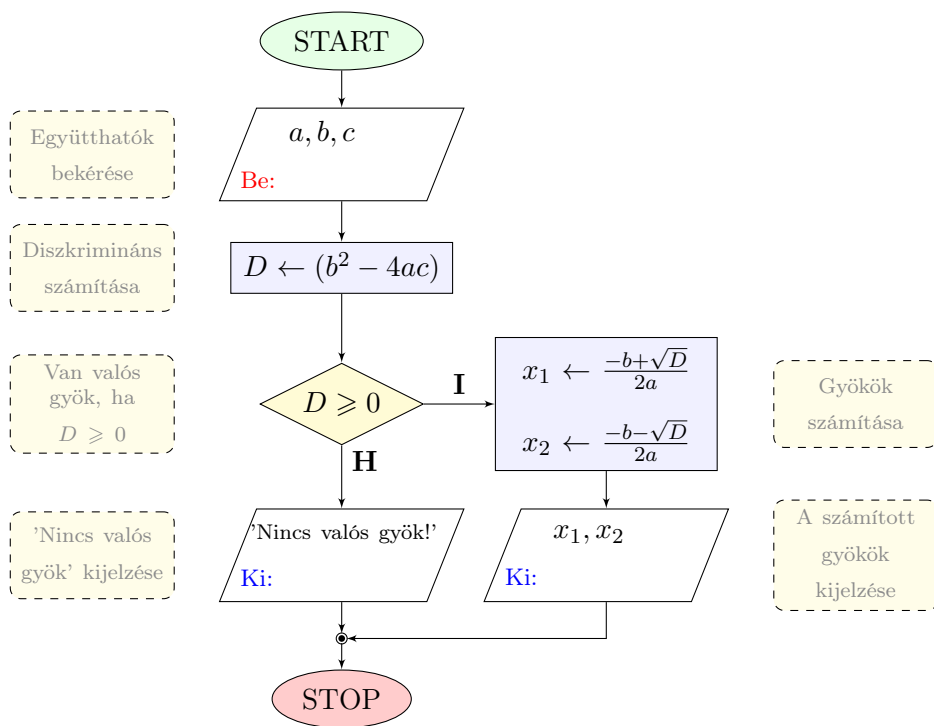 START
Együtthatók
bekérése
a, b, c
Be:
Diszkrimináns
számítása
D ← (b² − 4ac)
Van valós
gyök, ha
D ⩾ 0
D ⩾ 0
I
H
x₁ ← (−b+√D)/2a
x₂ ← (−b−√D)/2a
Gyökök
számítása
'Nincs valós
gyök' kijelzése
'Nincs valós gyök!'
Ki:
x₁, x₂
Ki:
A számított
gyökök
kijelzése
STOP